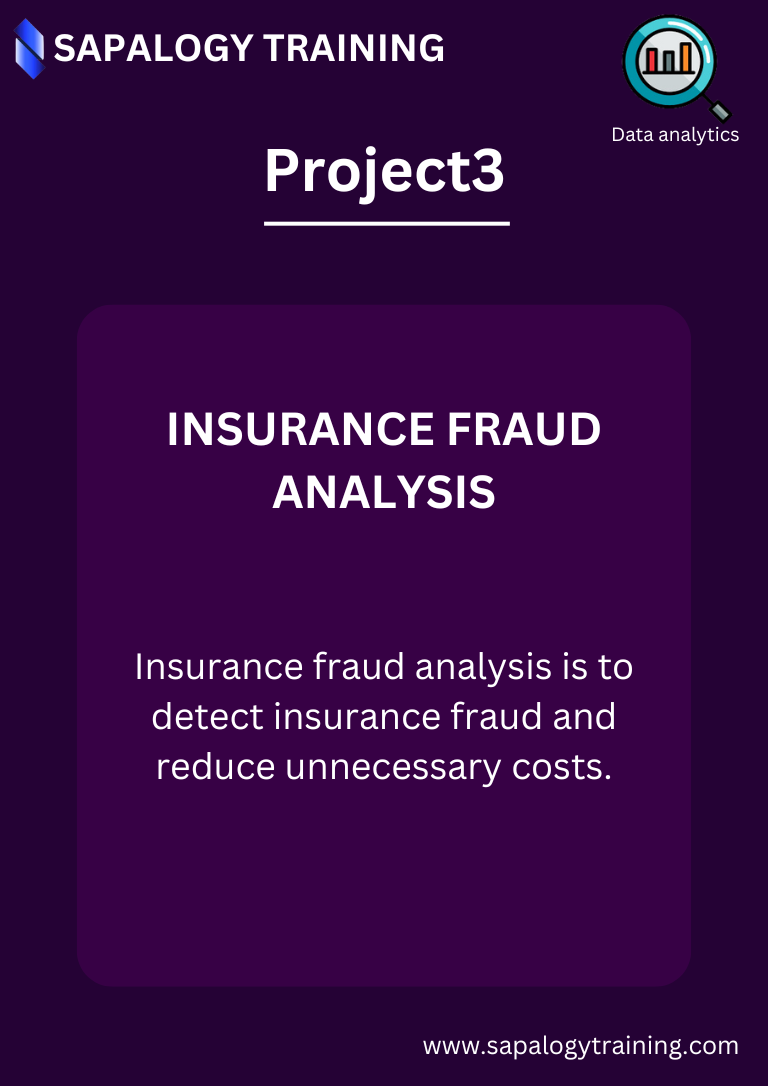 SAPALOGY TRAINING
Data analytics
Project3
INSURANCE FRAUD
ANALYSIS
Insurance fraud analysis is to
detect insurance fraud and
reduce unnecessary costs.
www.sapalogytraining.com